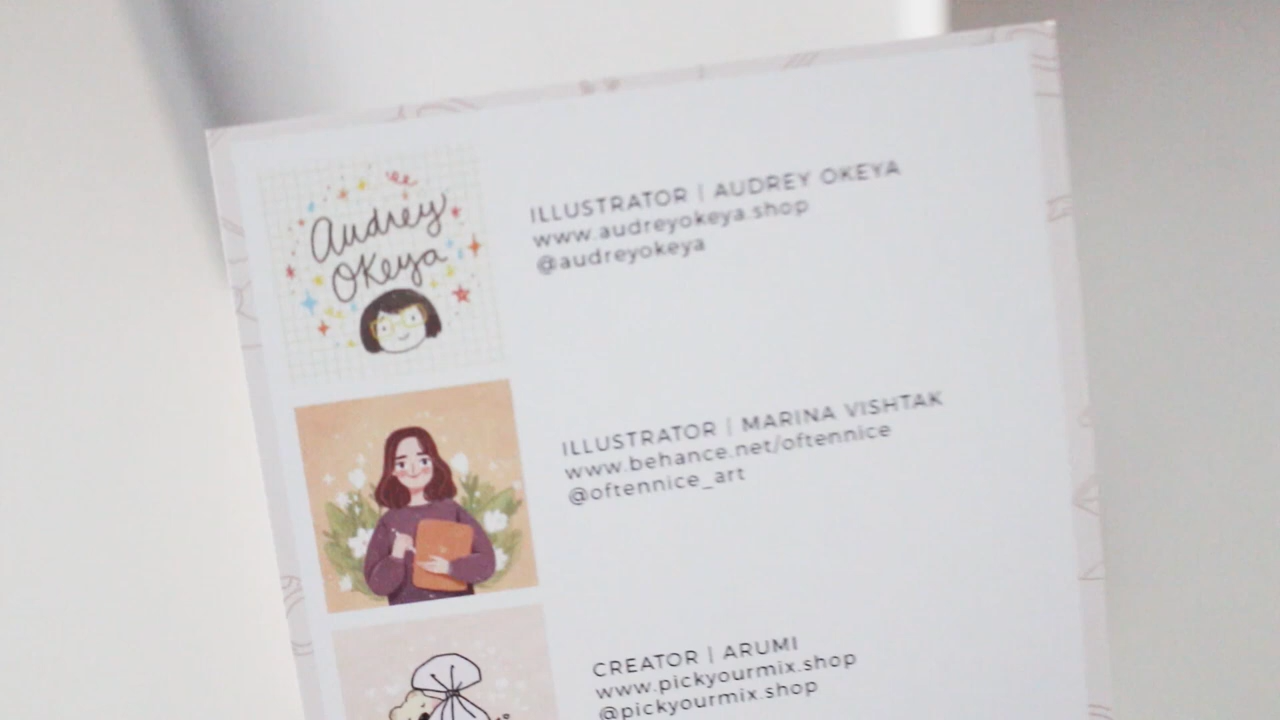 Audrey
Okeya
ILLUSTRATOR | AUDREY OKEYA
www.audreyokeya.shop
@audreyokeya
ILLUSTRATOR | MARINA VISHTAK
www.behance.net/oftennice
@oftennice_art
CREATOR | ARUMI
www.pickyourmix.shop
@pickyourmix.shop